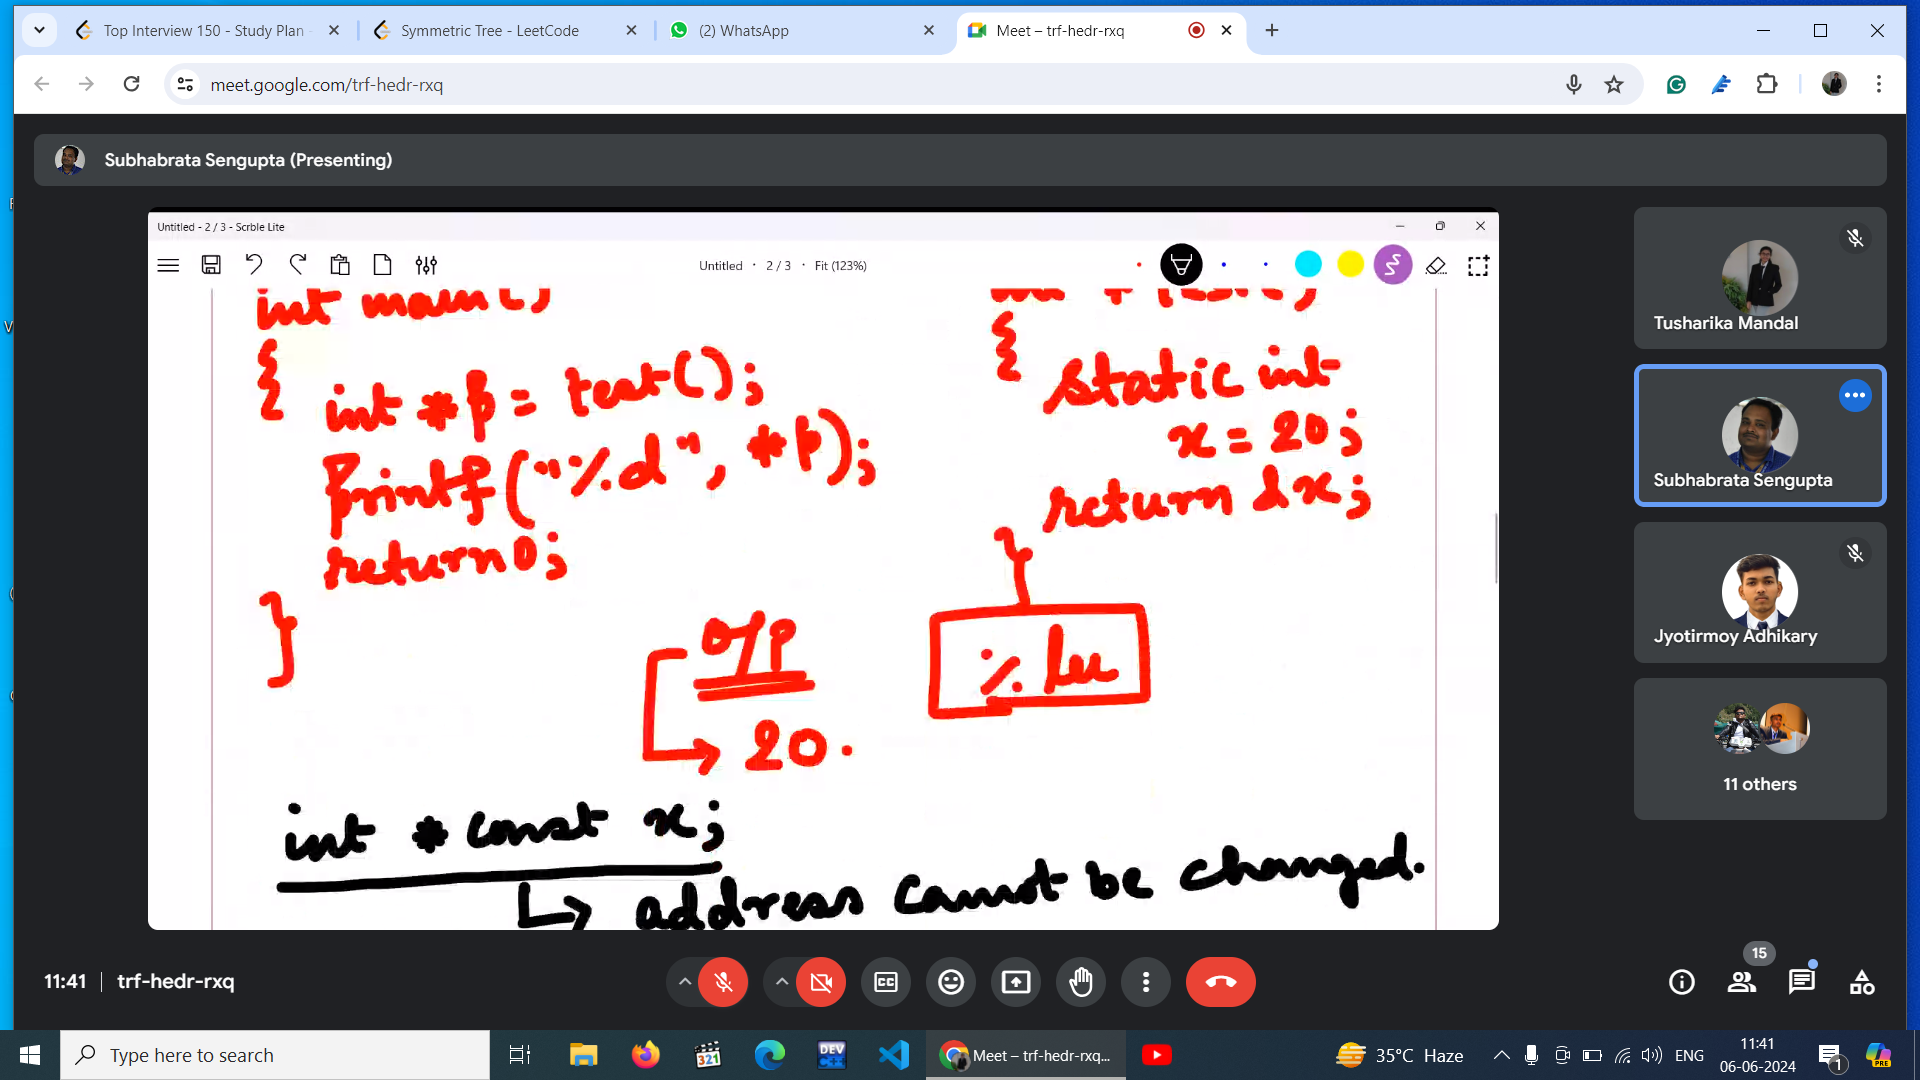 Top Interview 150 - Study Plan
Symmetric Tree - LeetCode
(2) WhatsApp
Meet – trf-hedr-rxq
meet.google.com/trf-hedr-rxq
Subhabrata Sengupta (Presenting)
Untitled - 2 / 3 - Scrble Lite
Untitled · 2 / 3 · Fit (123%)
int main()
{
int *p = test();
printf("%d", *p);
return 0;
}
{
static int
x = 20;
return &x;
}
%lu
O/P
20.
int * const x;
address cannot be changed.
Tusharika Mandal
Subhabrata Sengupta
Jyotirmoy Adhikary
11 others
11:41 | trf-hedr-rxq
15
Type here to search
321
DEV
C++
Meet – trf-hedr-rxq...
35°C Haze
ENG
11:41
06-06-2024
1
PRE